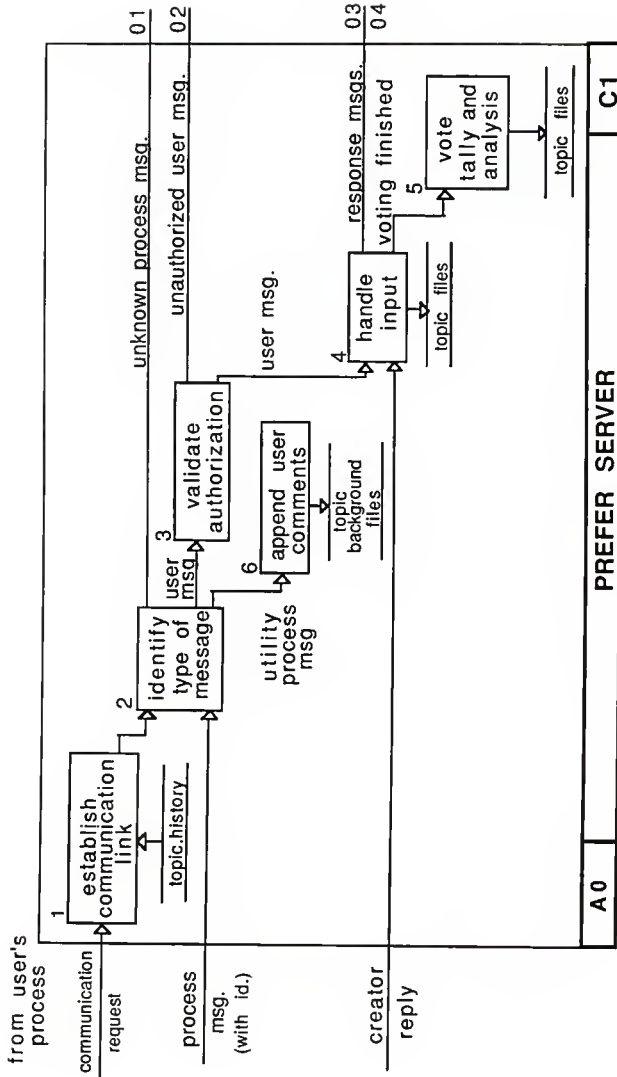 from user's
process
communication
request
process
msg.
(with id.)
creator
reply
1
establish
communication
link
topic.history
2
identify
type of
message
user
msg
3
validate
authorization
utility
process
msg
6
append user
comments
topic
background
files
user msg.
4
handle
input
topic files
5
vote
tally and
analysis
topic files
unknown process msg.
01
unauthorized user msg.
02
response msgs.
03
voting finished
04
A0
PREFER SERVER
C1